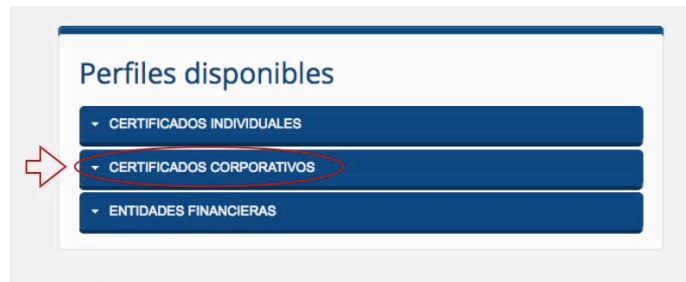 Perfiles disponibles
CERTIFICADOS INDIVIDUALES
CERTIFICADOS CORPORATIVOS
ENTIDADES FINANCIERAS